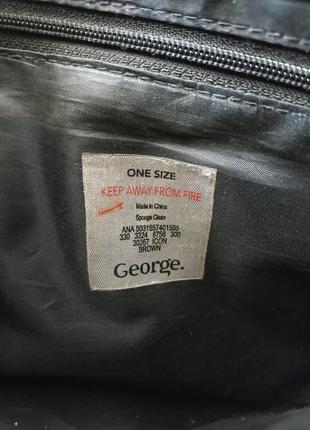 ONE SIZE
KEEP AWAY FROM FIRE
Made in China
Sponge Clean
ANA 5031557401595
330 3324 8756 300
30267 ICON
BROWN
George.